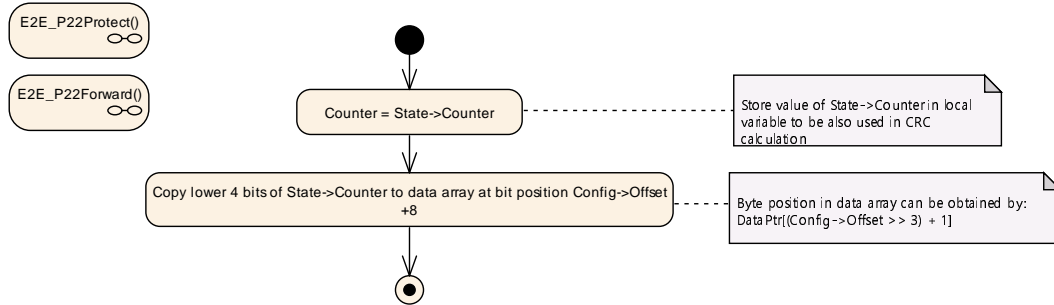 E2E_P22Protect()
E2E_P22Forward()
Counter = State->Counter
Store value of State->Counter in local
variable to be also used in CRC
calculation
Copy lower 4 bits of State->Counter to data array at bit position Config->Offset
+8
Byte position in data array can be obtained by:
DataPtr[(Config->Offset >> 3) + 1]